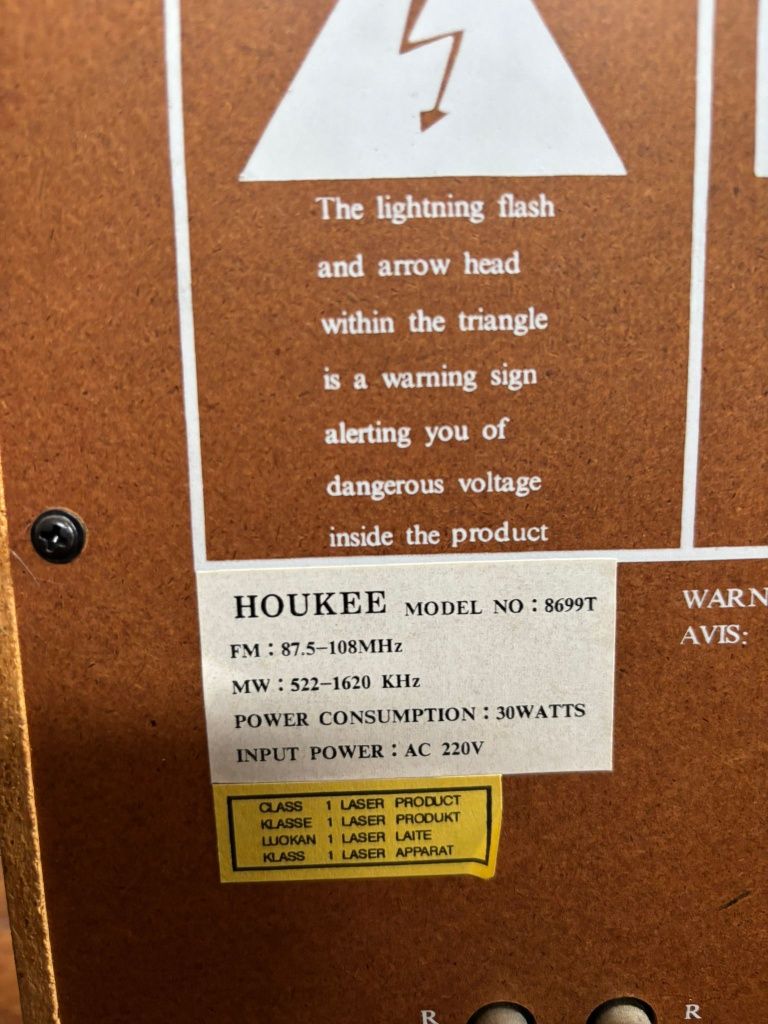 The lightning flash
and arrow head
within the triangle
is a warning sign
alerting you of
dangerous voltage
inside the product
HOUKEE MODEL NO : 8699T
FM : 87.5–108MHz
MW : 522–1620 KHz
POWER CONSUMPTION : 30WATTS
INPUT POWER : AC 220V
WARN
AVIS:
CLASS 1 LASER PRODUCT
KLASSE 1 LASER PRODUKT
LUOKAN 1 LASER LAITE
KLASS 1 LASER APPARAT
R R